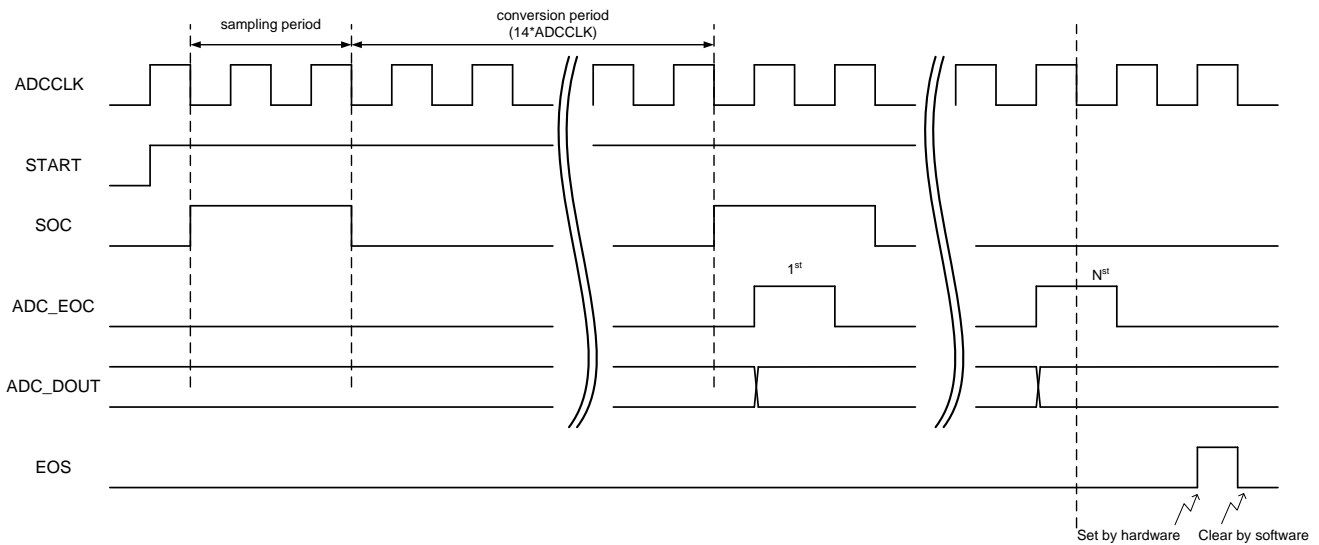 sampling period
conversion period
(14*ADCCLK)
ADCCLK
START
SOC
1st
Nst
ADC_EOC
ADC_DOUT
EOS
Set by hardware
Clear by software